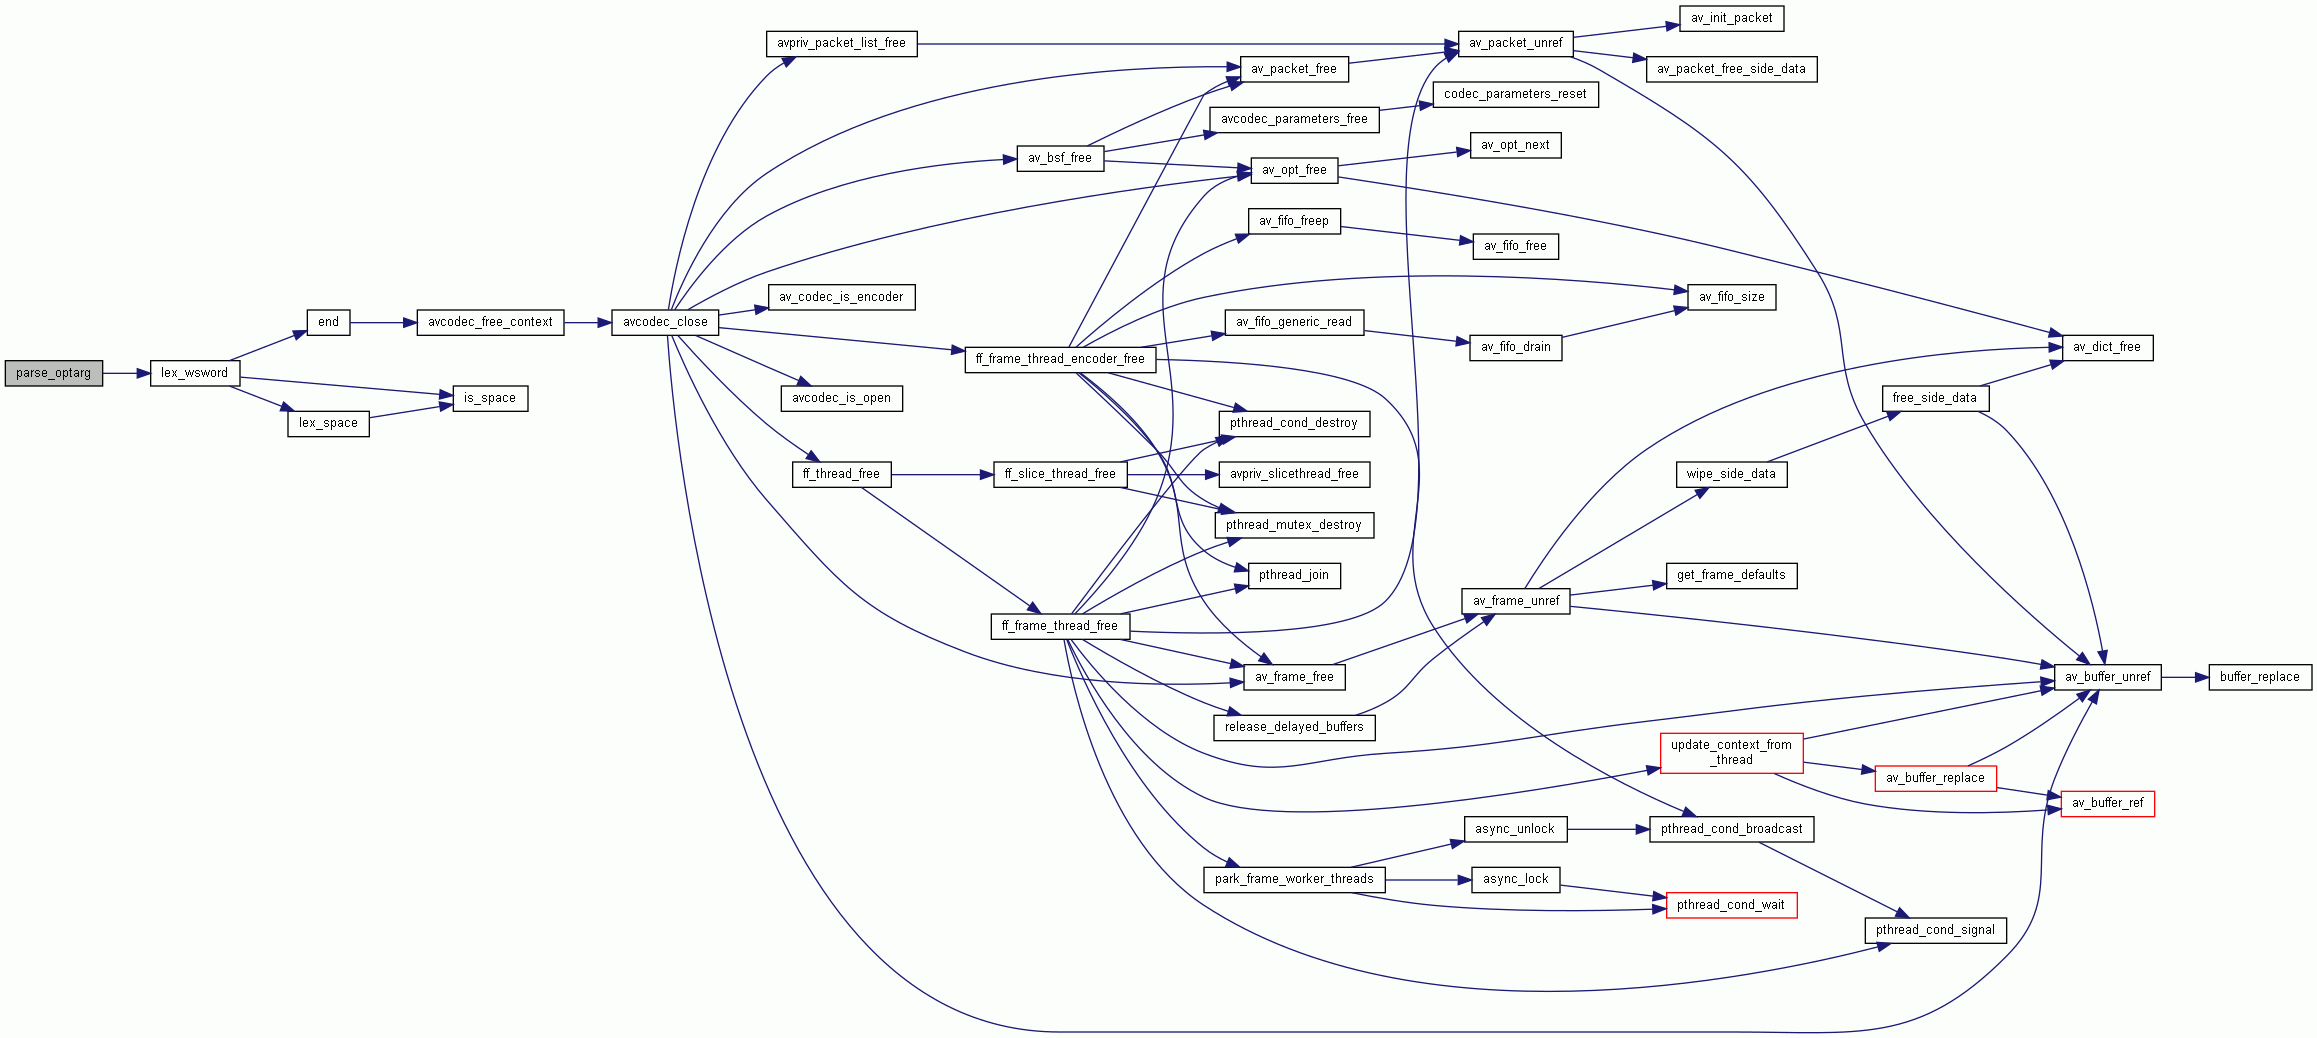 parse_optarg
lex_wsword
end
lex_space
is_space
avcodec_free_context
avcodec_close
avpriv_packet_list_free
av_codec_is_encoder
avcodec_is_open
ff_thread_free
av_bsf_free
ff_frame_thread_encoder_free
ff_slice_thread_free
ff_frame_thread_free
av_packet_free
avcodec_parameters_free
av_opt_free
av_fifo_freep
av_fifo_generic_read
pthread_cond_destroy
avpriv_slicethread_free
pthread_mutex_destroy
pthread_join
av_frame_free
release_delayed_buffers
park_frame_worker_threads
av_packet_unref
codec_parameters_reset
av_opt_next
av_fifo_free
av_fifo_drain
av_frame_unref
async_unlock
async_lock
av_init_packet
av_packet_free_side_data
av_fifo_size
wipe_side_data
get_frame_defaults
update_context_from
_thread
pthread_cond_broadcast
pthread_cond_wait
free_side_data
av_buffer_replace
pthread_cond_signal
av_dict_free
av_buffer_unref
av_buffer_ref
buffer_replace